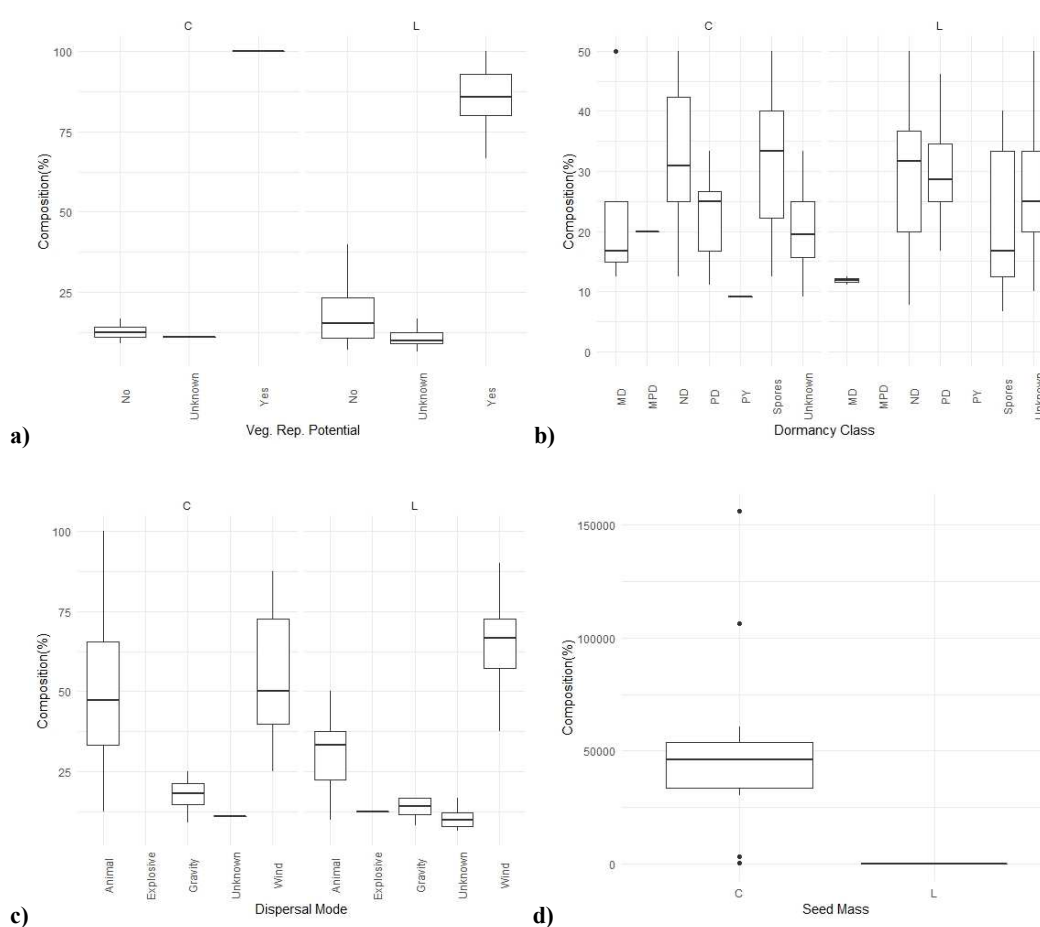 C L
100
75
50
25
Composition(%)
No Unknown Yes No Unknown Yes
Veg. Rep. Potential
a)
C L
50
40
30
20
10
0
Composition(%)
MD MPD ND PD PY Spores Unknown MD MPD ND PD PY Spores Unknown
Dormancy Class
b)
C L
100
75
50
25
Composition(%)
Animal Explosive Gravity Unknown Wind Animal Explosive Gravity Unknown Wind
Dispersal Mode
c)
150000
100000
50000
0
Composition(%)
C L
Seed Mass
d)